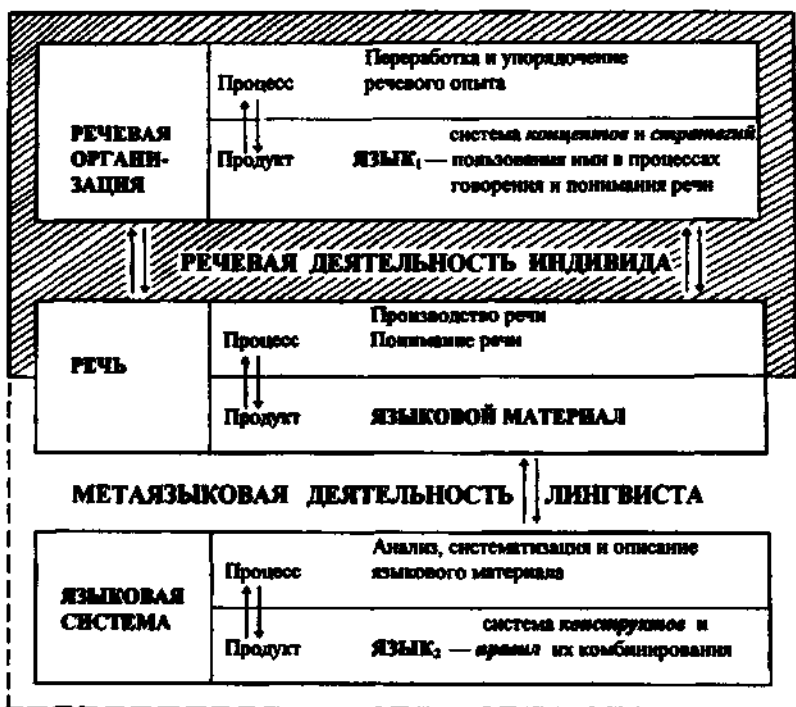 Переработка и упорядочение
Процесс речевого опыта
РЕЧЕВАЯ
ОРГАНИ-
ЗАЦИЯ
система концептов и стратегий
Продукт ЯЗЫК₁ — пользования ими в процессах
говорения и понимания речи
РЕЧЕВАЯ ДЕЯТЕЛЬНОСТЬ ИНДИВИДА
РЕЧЬ
Производство речи
Процесс Понимание речи
Продукт ЯЗЫКОВОЙ МАТЕРИАЛ
МЕТАЯЗЫКОВАЯ ДЕЯТЕЛЬНОСТЬ ЛИНГВИСТА
ЯЗЫКОВАЯ
СИСТЕМА
Анализ, систематизация и описание
Процесс языкового материала
система конструктов и
Продукт ЯЗЫК₂ — правил их комбинирования